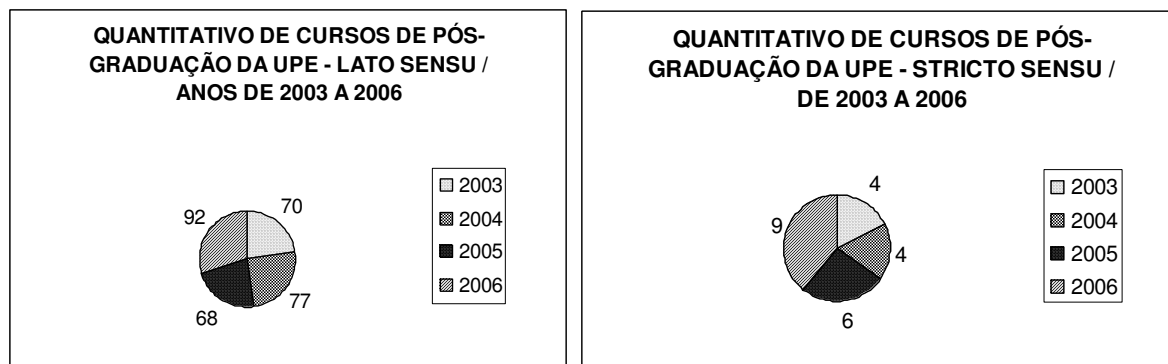 QUANTITATIVO DE CURSOS DE PÓS-
GRADUAÇÃO DA UPE - LATO SENSU /
ANOS DE 2003 A 2006
92
70
68
77
2003
2004
2005
2006
QUANTITATIVO DE CURSOS DE PÓS-
GRADUAÇÃO DA UPE - STRICTO SENSU /
DE 2003 A 2006
4
9
4
6
2003
2004
2005
2006